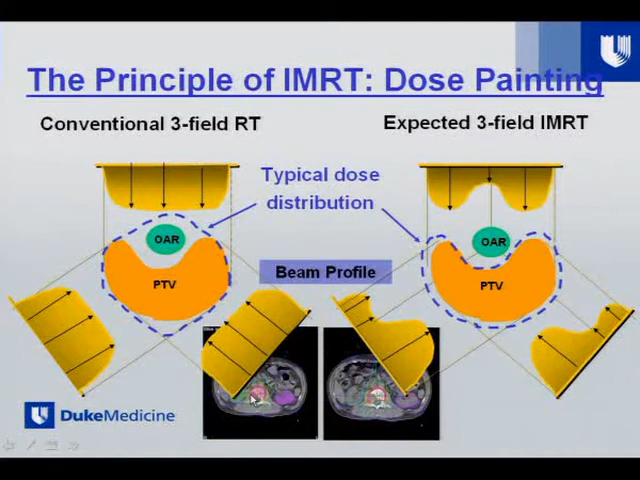 The Principle of IMRT: Dose Painting
Conventional 3-field RT
Expected 3-field IMRT
Typical dose
distribution
OAR
OAR
PTV
Beam Profile
PTV
DukeMedicine